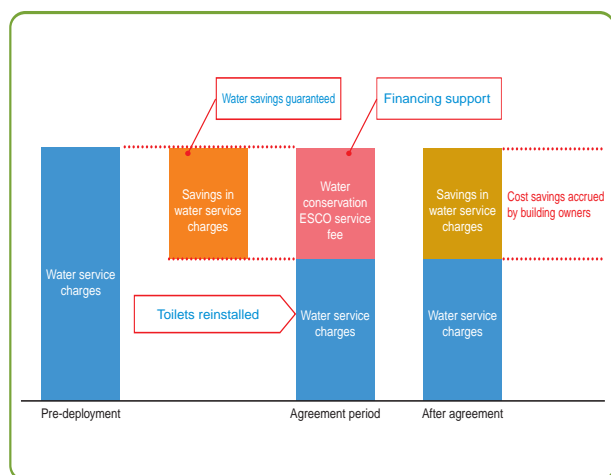 Water savings guaranteed
Financing support
Savings in
water service
charges
Water
conservation
ESCO service
fee
Savings in
water service
charges
Cost savings accrued
by building owners
Water service
charges
Toilets reinstalled
Water service
charges
Water service
charges
Pre-deployment
Agreement period
After agreement